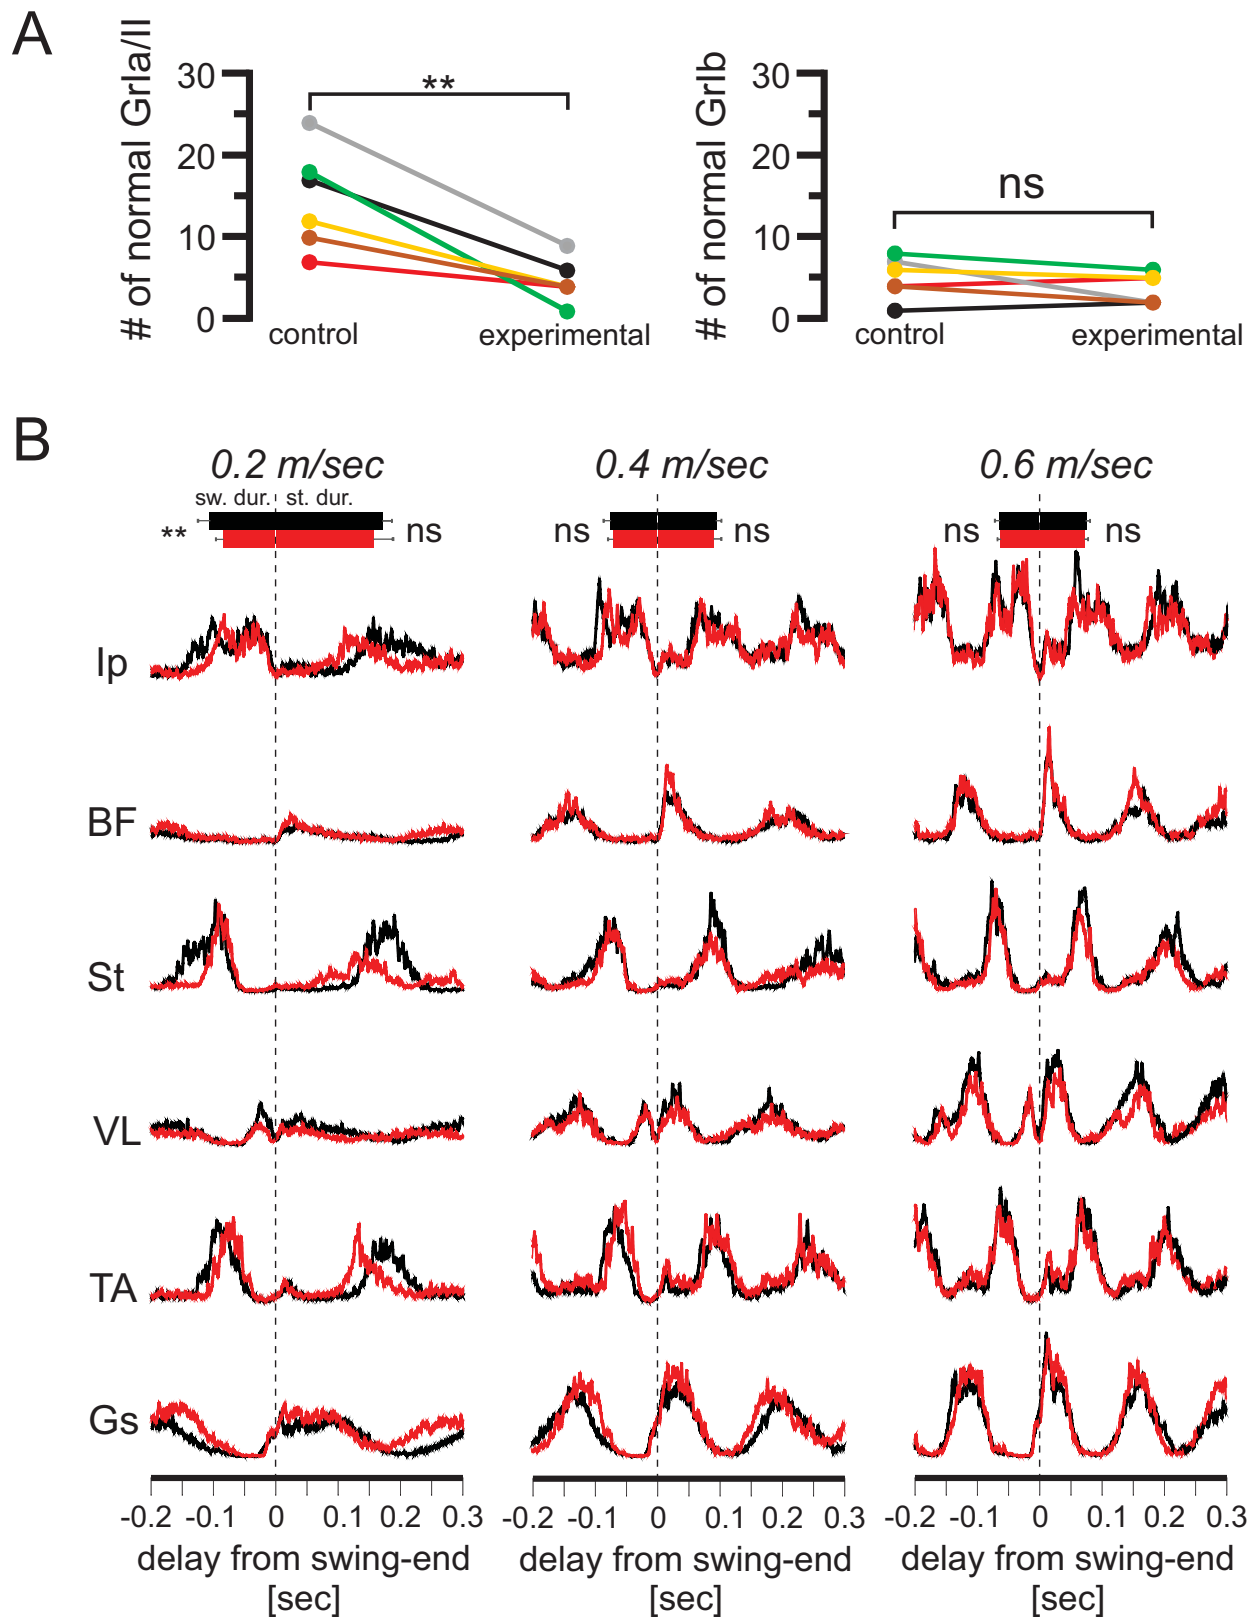 A
# of normal GrIa/II
30
20
10
0
**
control
experimental
# of normal GrIb
30
20
10
0
ns
control
experimental
B
0.2 m/sec
0.4 m/sec
0.6 m/sec
sw. dur.
st. dur.
**
ns
ns
ns
ns
ns
Ip
BF
St
VL
TA
Gs
-0.2 -0.1 0 0.1 0.2 0.3
-0.2 -0.1 0 0.1 0.2 0.3
-0.2 -0.1 0 0.1 0.2 0.3
delay from swing-end
[sec]
delay from swing-end
[sec]
delay from swing-end
[sec]